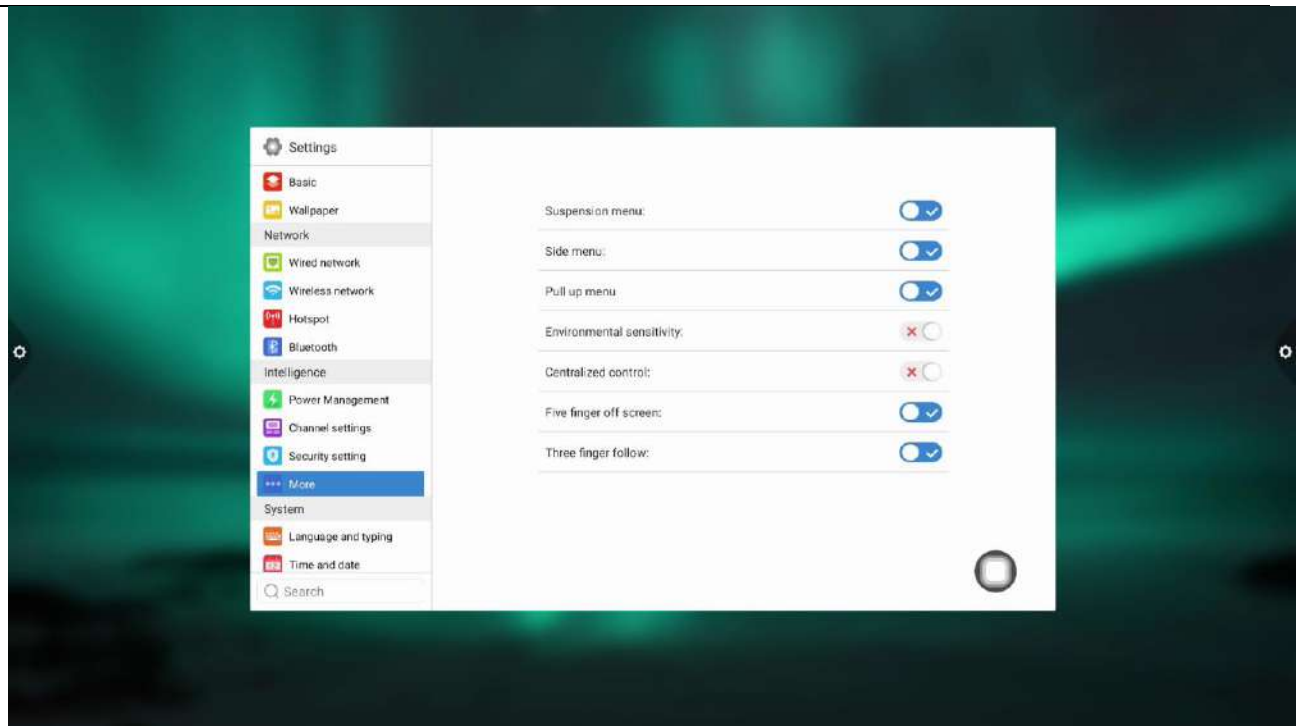 Settings
Basic
Wallpaper
Network
Wired network
Wireless network
Hotspot
Bluetooth
Intelligence
Power Management
Channel settings
Security setting
More
System
Language and typing
Time and date
Search
Suspension menu:
Side menu:
Pull up menu
Environmental sensitivity:
Centralized control:
Five finger off screen:
Three finger follow: